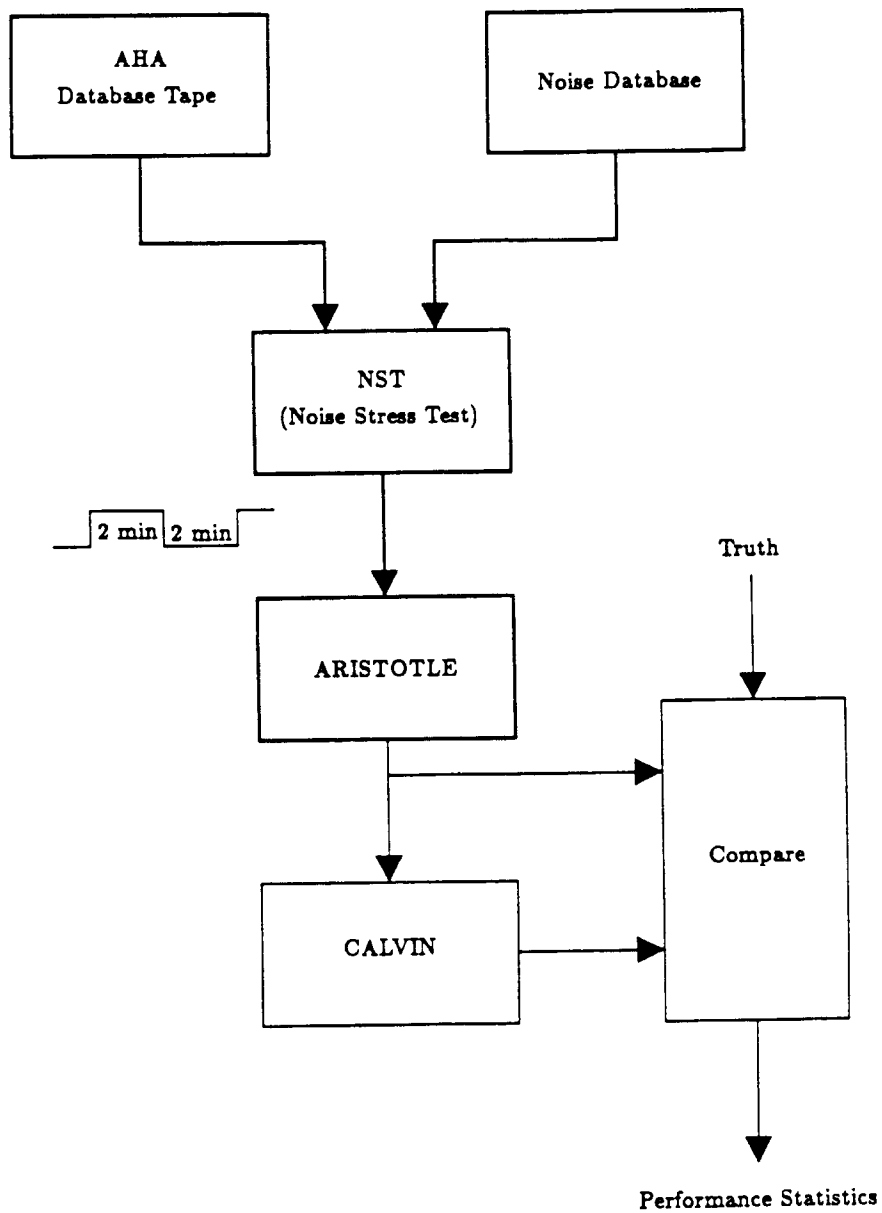 AHA
Database Tape
Noise Database
NST
(Noise Stress Test)
2 min 2 min
Truth
ARISTOTLE
Compare
CALVIN
Performance Statistics